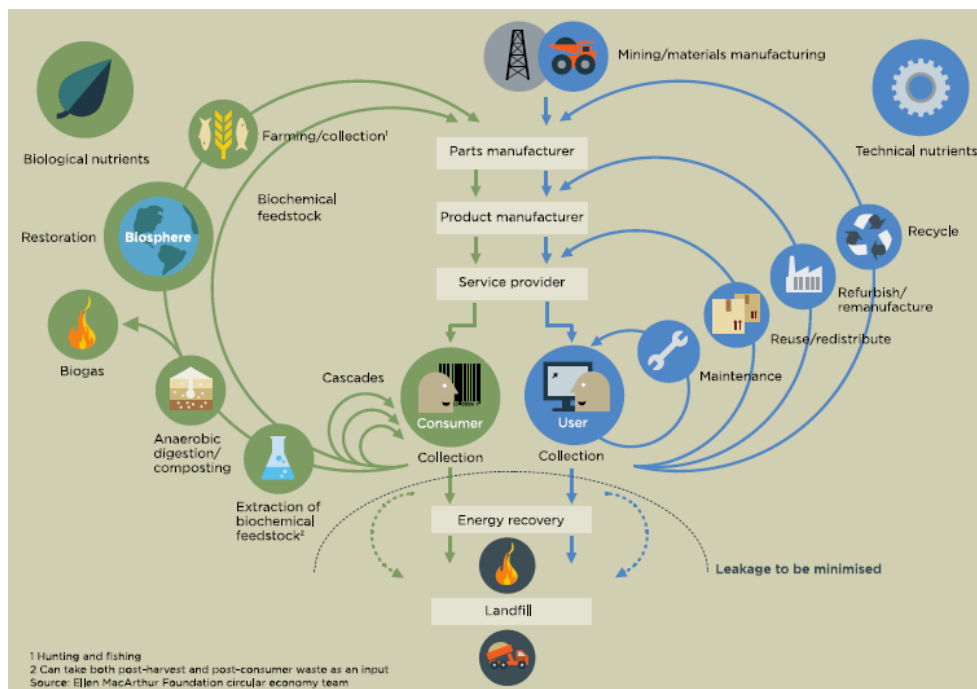 Mining/materials manufacturing
Biological nutrients
Farming/collection¹
Technical nutrients
Parts manufacturer
Biochemical
feedstock
Product manufacturer
Restoration
Biosphere
Recycle
Service provider
Refurbish/
remanufacture
Reuse/redistribute
Biogas
Cascades
Maintenance
Consumer
User
Anaerobic
digestion/
composting
Collection
Collection
Extraction of
biochemical
feedstock²
Energy recovery
Leakage to be minimised
Landfill
1 Hunting and fishing
2 Can take both post-harvest and post-consumer waste as an input
Source: Ellen MacArthur Foundation circular economy team